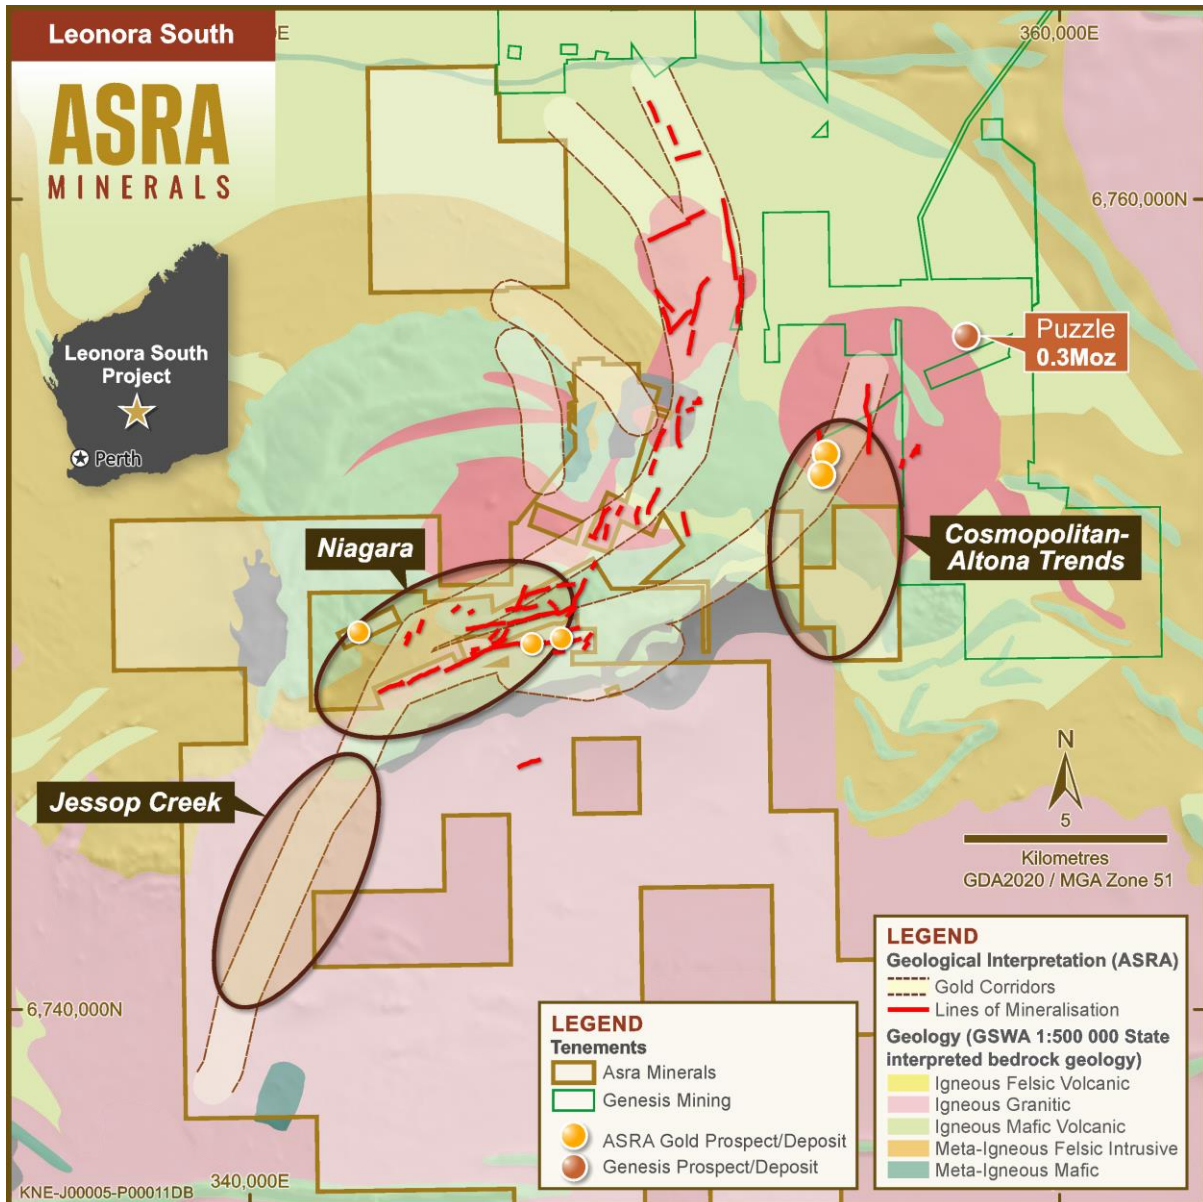 Leonora South
E
360,000E
ASRA
MINERALS
6,760,000N
Leonora South
Project
Perth
Puzzle
0.3Moz
Niagara
Cosmopolitan-
Altona Trends
Jessop Creek
N
5
Kilometres
GDA2020 / MGA Zone 51
6,740,000N
LEGEND
Tenements
Asra Minerals
Genesis Mining
ASRA Gold Prospect/Deposit
Genesis Prospect/Deposit
LEGEND
Geological Interpretation (ASRA)
Gold Corridors
Lines of Mineralisation
Geology (GSWA 1:500 000 State
interpreted bedrock geology)
Igneous Felsic Volcanic
Igneous Granitic
Igneous Mafic Volcanic
Meta-Igneous Felsic Intrusive
Meta-Igneous Mafic
KNE-J00005-P00011DB
340,000E